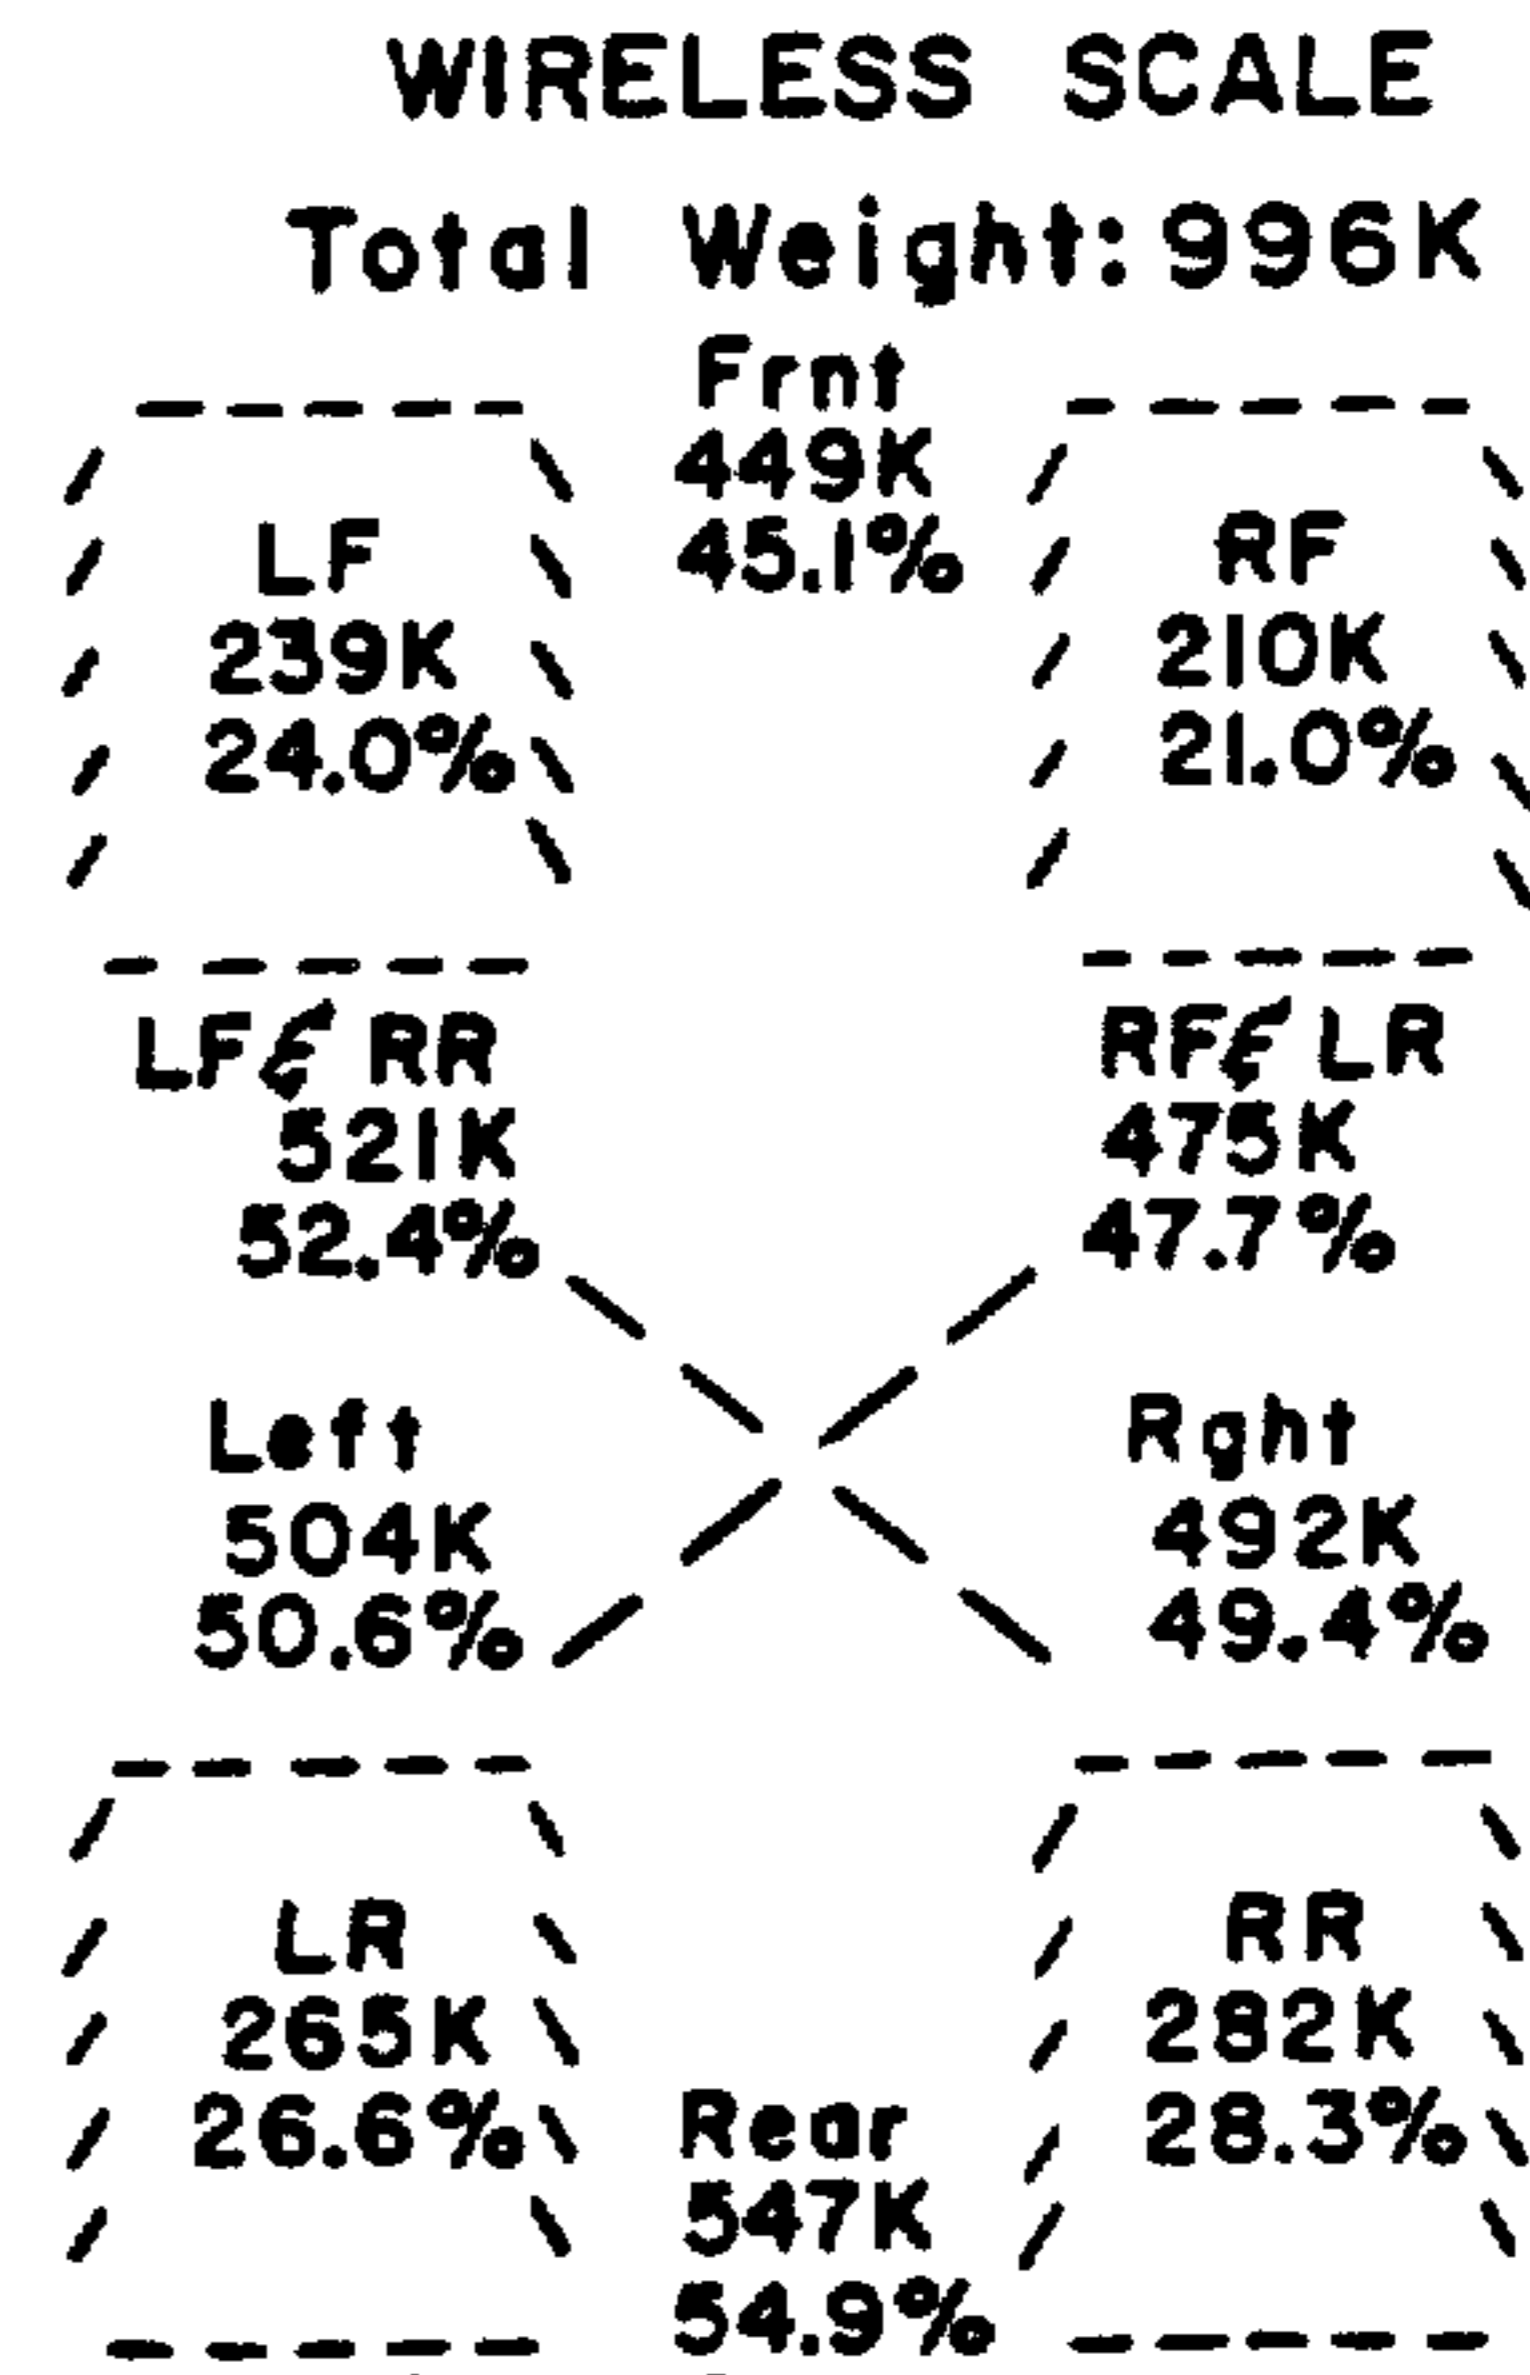 WIRELESS SCALE
Total Weight: 996K
Frnt
449K
45.1%
LF
239K
24.0%
RF
210K
21.0%
LF & RR
521K
52.4%
RF & LR
475K
47.7%
Left
504K
50.6%
Rght
492K
49.4%
LR
265K
26.6%
RR
282K
28.3%
Rear
547K
54.9%